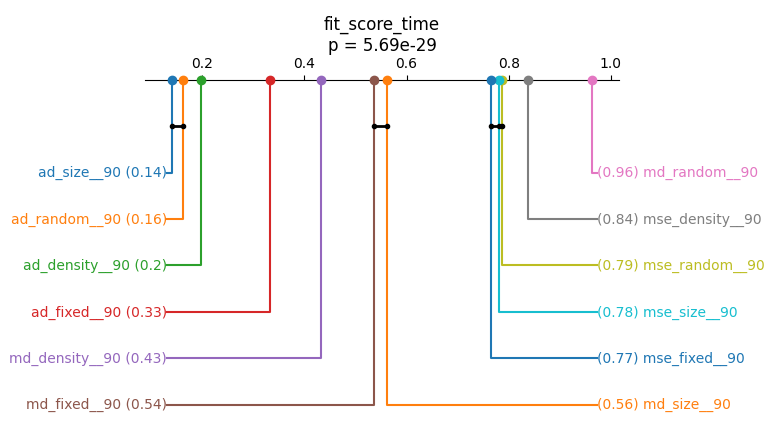 fit_score_time
p = 5.69e-29
0.2 0.4 0.6 0.8 1.0
ad_size__90 (0.14) (0.96) md_random__90
ad_random__90 (0.16) (0.84) mse_density__90
ad_density__90 (0.2) (0.79) mse_random__90
ad_fixed__90 (0.33) (0.78) mse_size__90
md_density__90 (0.43) (0.77) mse_fixed__90
md_fixed__90 (0.54) (0.56) md_size__90